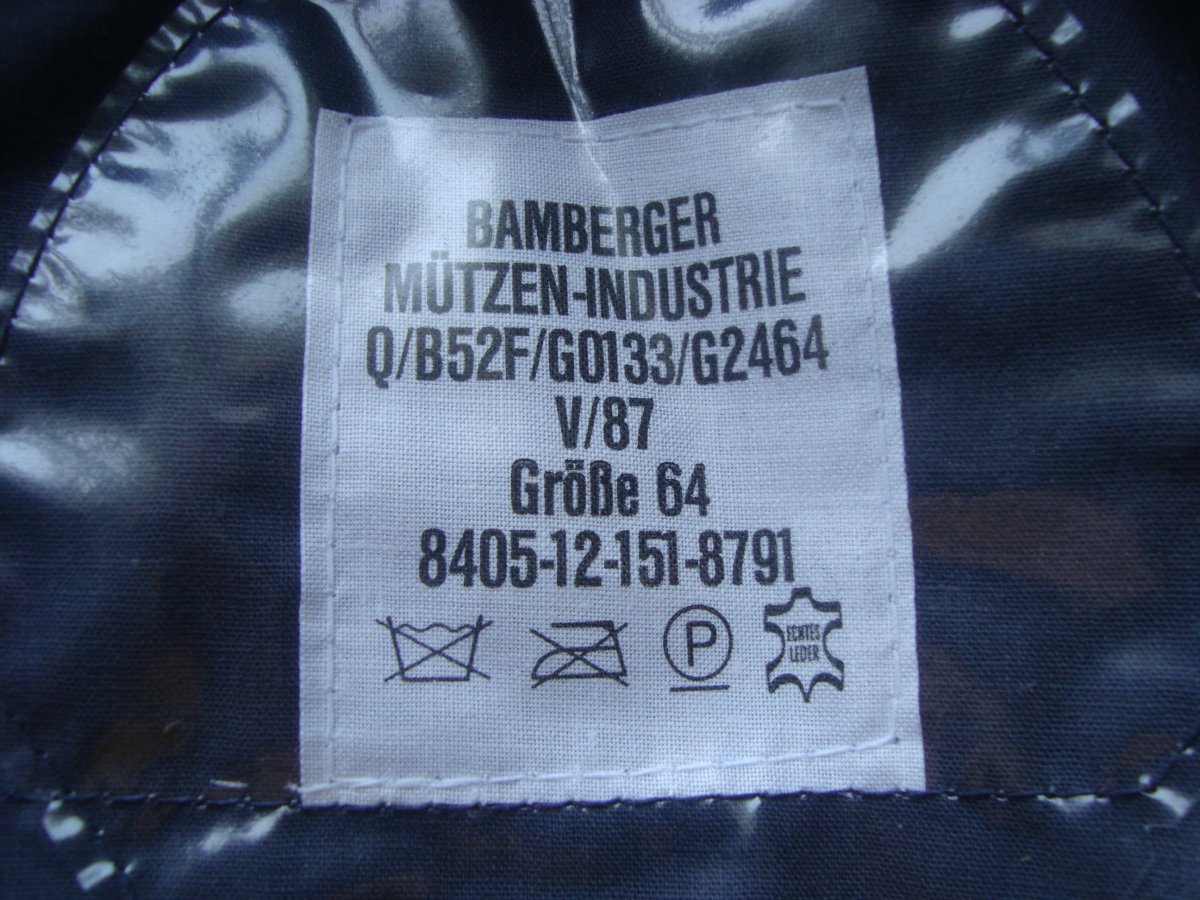 BAMBERGER
MÜTZEN-INDUSTRIE
Q/B52F/G0133/G2464
V/87
Größe 64
8405-12-151-8791
P
ECHTES
LEDER